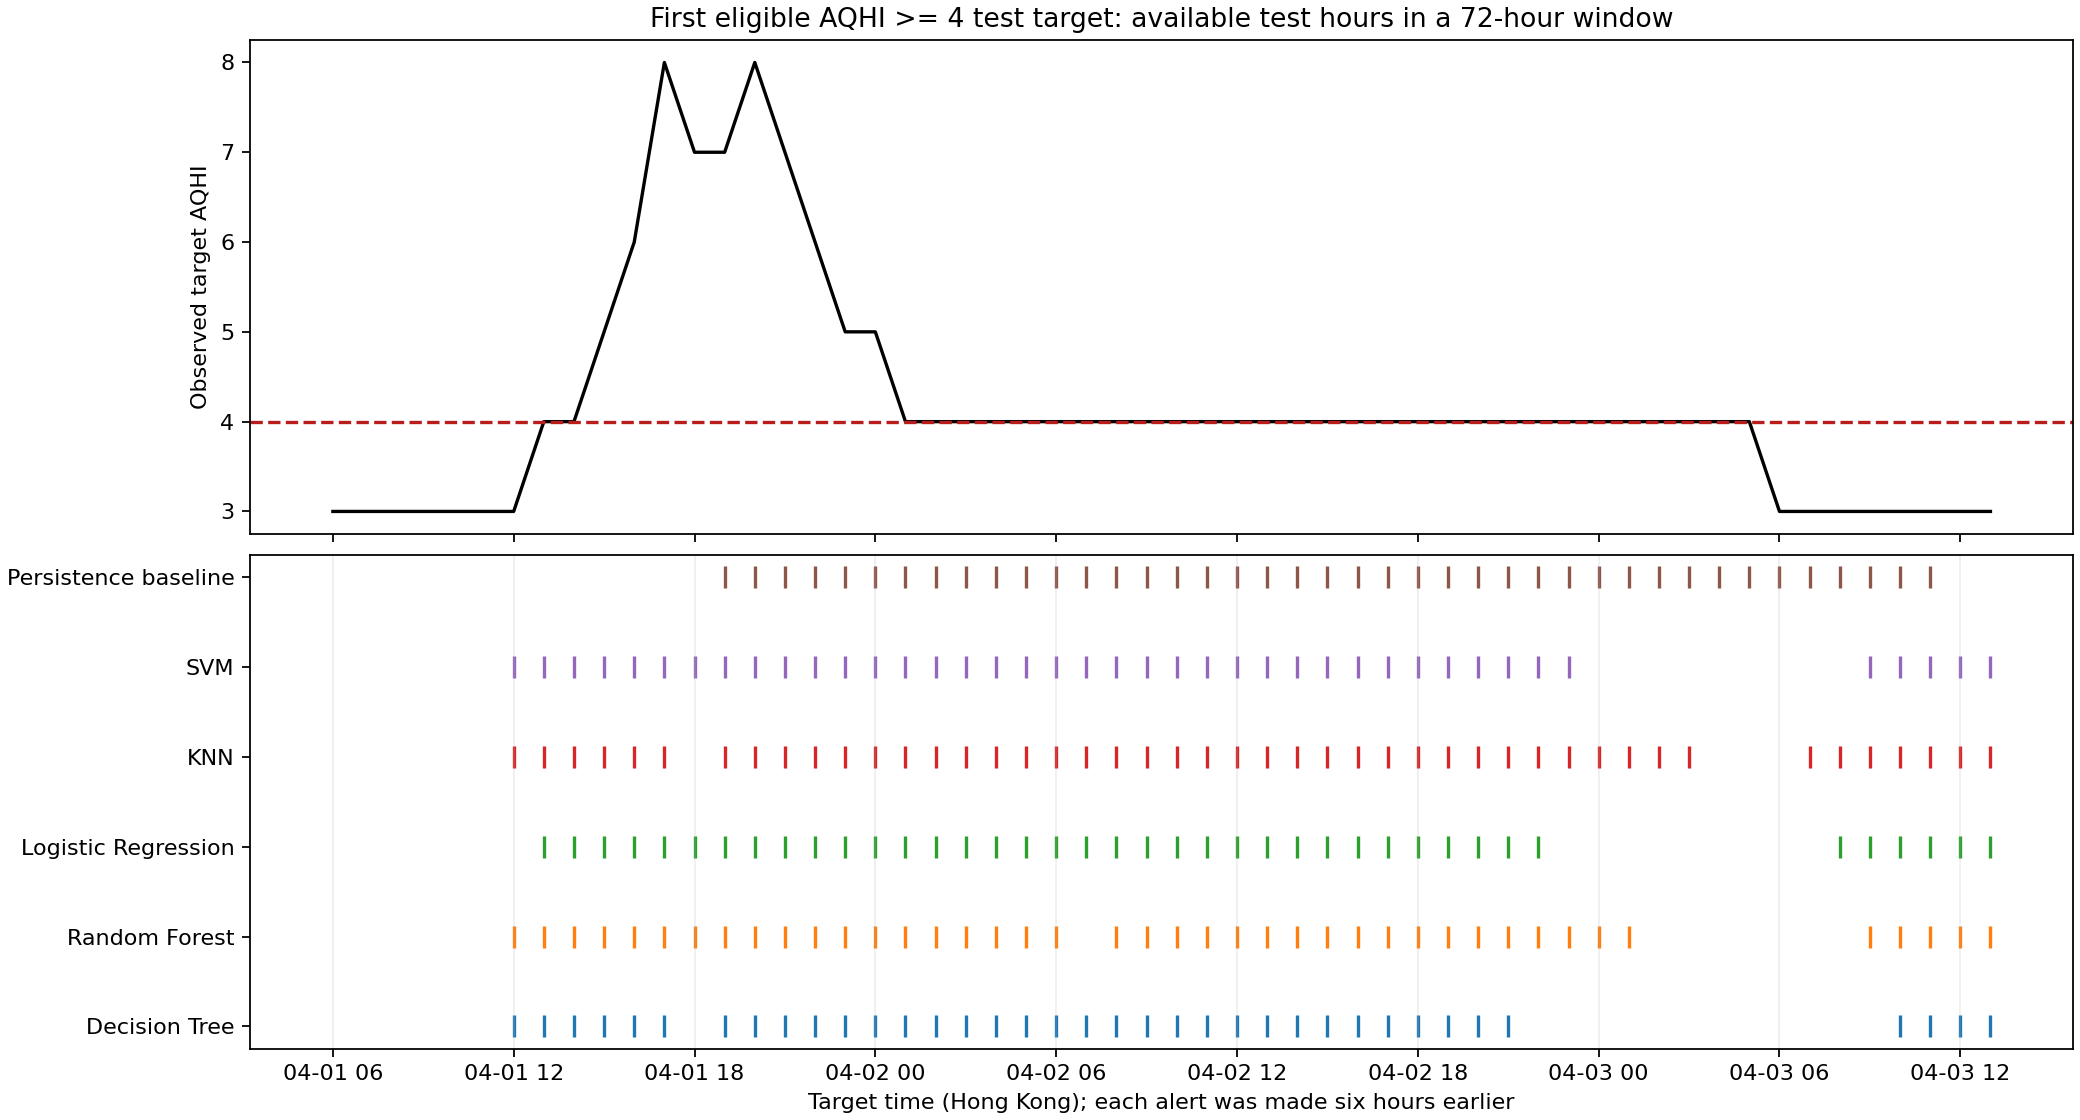 First eligible AQHI >= 4 test target: available test hours in a 72-hour window
Observed target AQHI
8
7
6
5
4
3
Persistence baseline
SVM
KNN
Logistic Regression
Random Forest
Decision Tree
04-01 06 04-01 12 04-01 18 04-02 00 04-02 06 04-02 12 04-02 18 04-03 00 04-03 06 04-03 12
Target time (Hong Kong); each alert was made six hours earlier